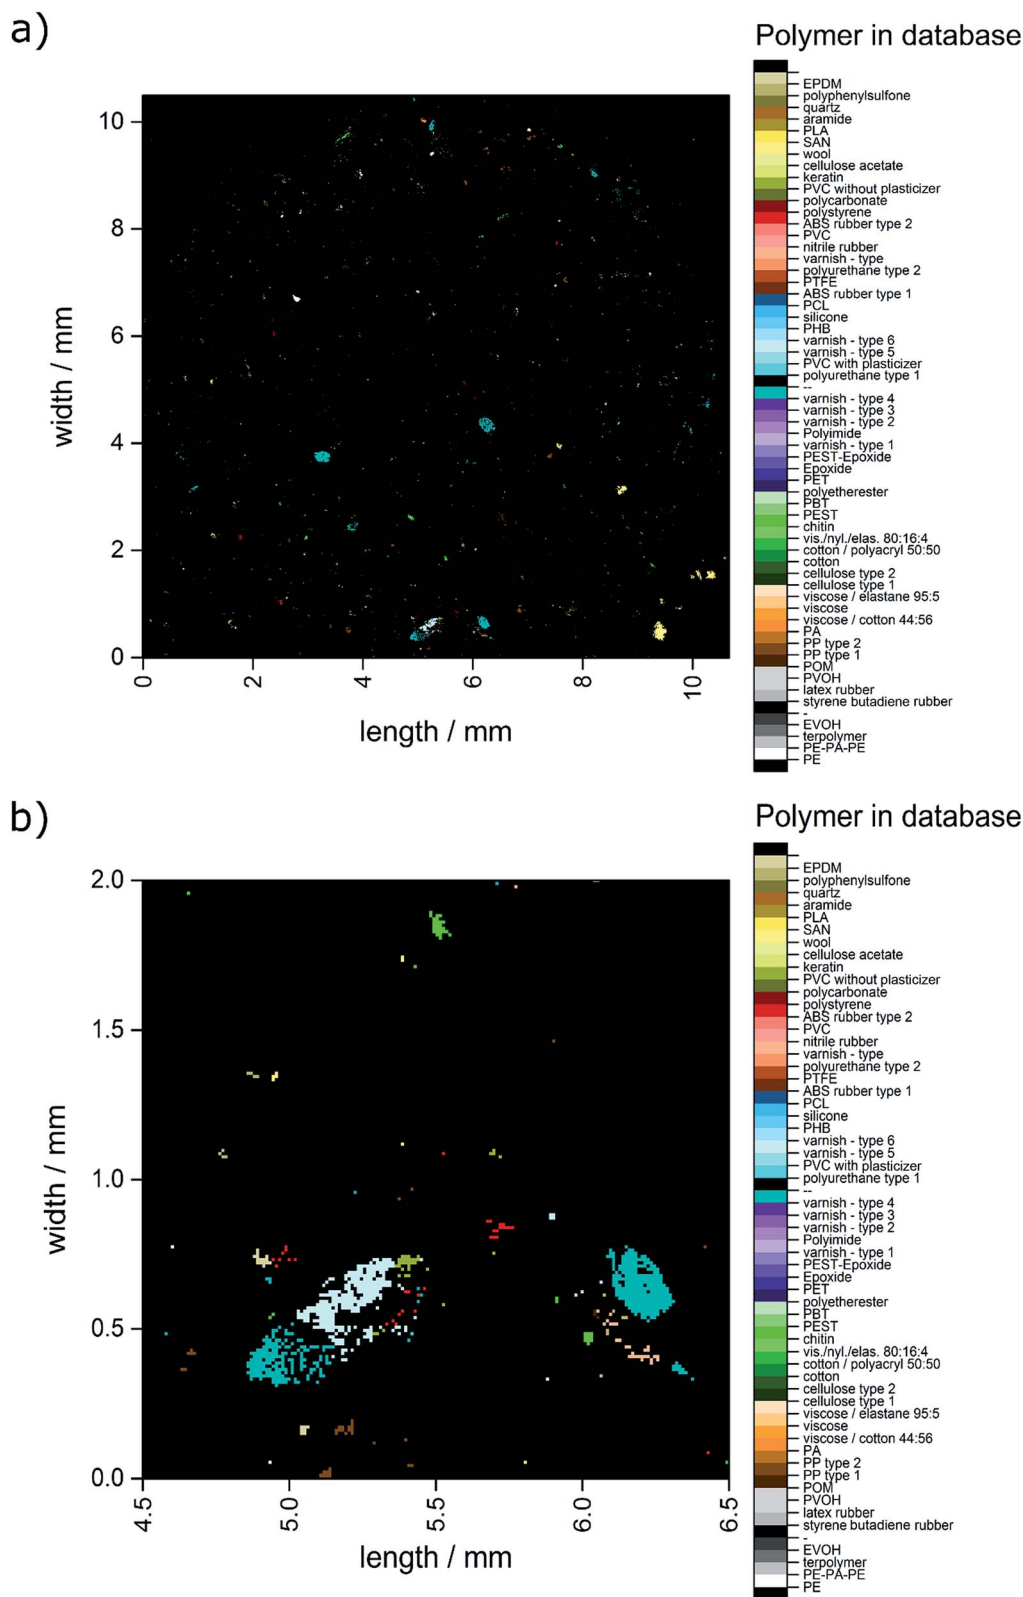 a)
Polymer in database
EPDM
polyphenylsulfone
quartz
aramide
PLA
SAN
wool
cellulose acetate
keratin
PVC without plasticizer
polycarbonate
polystyrene
ABS rubber type 2
PVC
nitrile rubber
varnish - type
polyurethane type 2
PTFE
ABS rubber type 1
PCL
silicone
PHB
varnish - type 6
varnish - type 5
PVC with plasticizer
polyurethane type 1
--
varnish - type 4
varnish - type 3
varnish - type 2
Polyimide
varnish - type 1
PEST-Epoxide
Epoxide
PET
polyetherester
PBT
PEST
chitin
vis./nyl./elas. 80:16:4
cotton / polyacryl 50:50
cotton
cellulose type 2
cellulose type 1
viscose / elastane 95:5
viscose
viscose / cotton 44:56
PA
PP type 2
PP type 1
POM
PVOH
latex rubber
styrene butadiene rubber
-
EVOH
terpolymer
PE-PA-PE
PE
10
8
6
4
2
0
width / mm
0
2
4
6
8
10
length / mm
b)
Polymer in database
EPDM
polyphenylsulfone
quartz
aramide
PLA
SAN
wool
cellulose acetate
keratin
PVC without plasticizer
polycarbonate
polystyrene
ABS rubber type 2
PVC
nitrile rubber
varnish - type
polyurethane type 2
PTFE
ABS rubber type 1
PCL
silicone
PHB
varnish - type 6
varnish - type 5
PVC with plasticizer
polyurethane type 1
--
varnish - type 4
varnish - type 3
varnish - type 2
Polyimide
varnish - type 1
PEST-Epoxide
Epoxide
PET
polyetherester
PBT
PEST
chitin
vis./nyl./elas. 80:16:4
cotton / polyacryl 50:50
cotton
cellulose type 2
cellulose type 1
viscose / elastane 95:5
viscose
viscose / cotton 44:56
PA
PP type 2
PP type 1
POM
PVOH
latex rubber
styrene butadiene rubber
-
EVOH
terpolymer
PE-PA-PE
PE
2.0
1.5
1.0
0.5
0.0
width / mm
4.5
5.0
5.5
6.0
6.5
length / mm